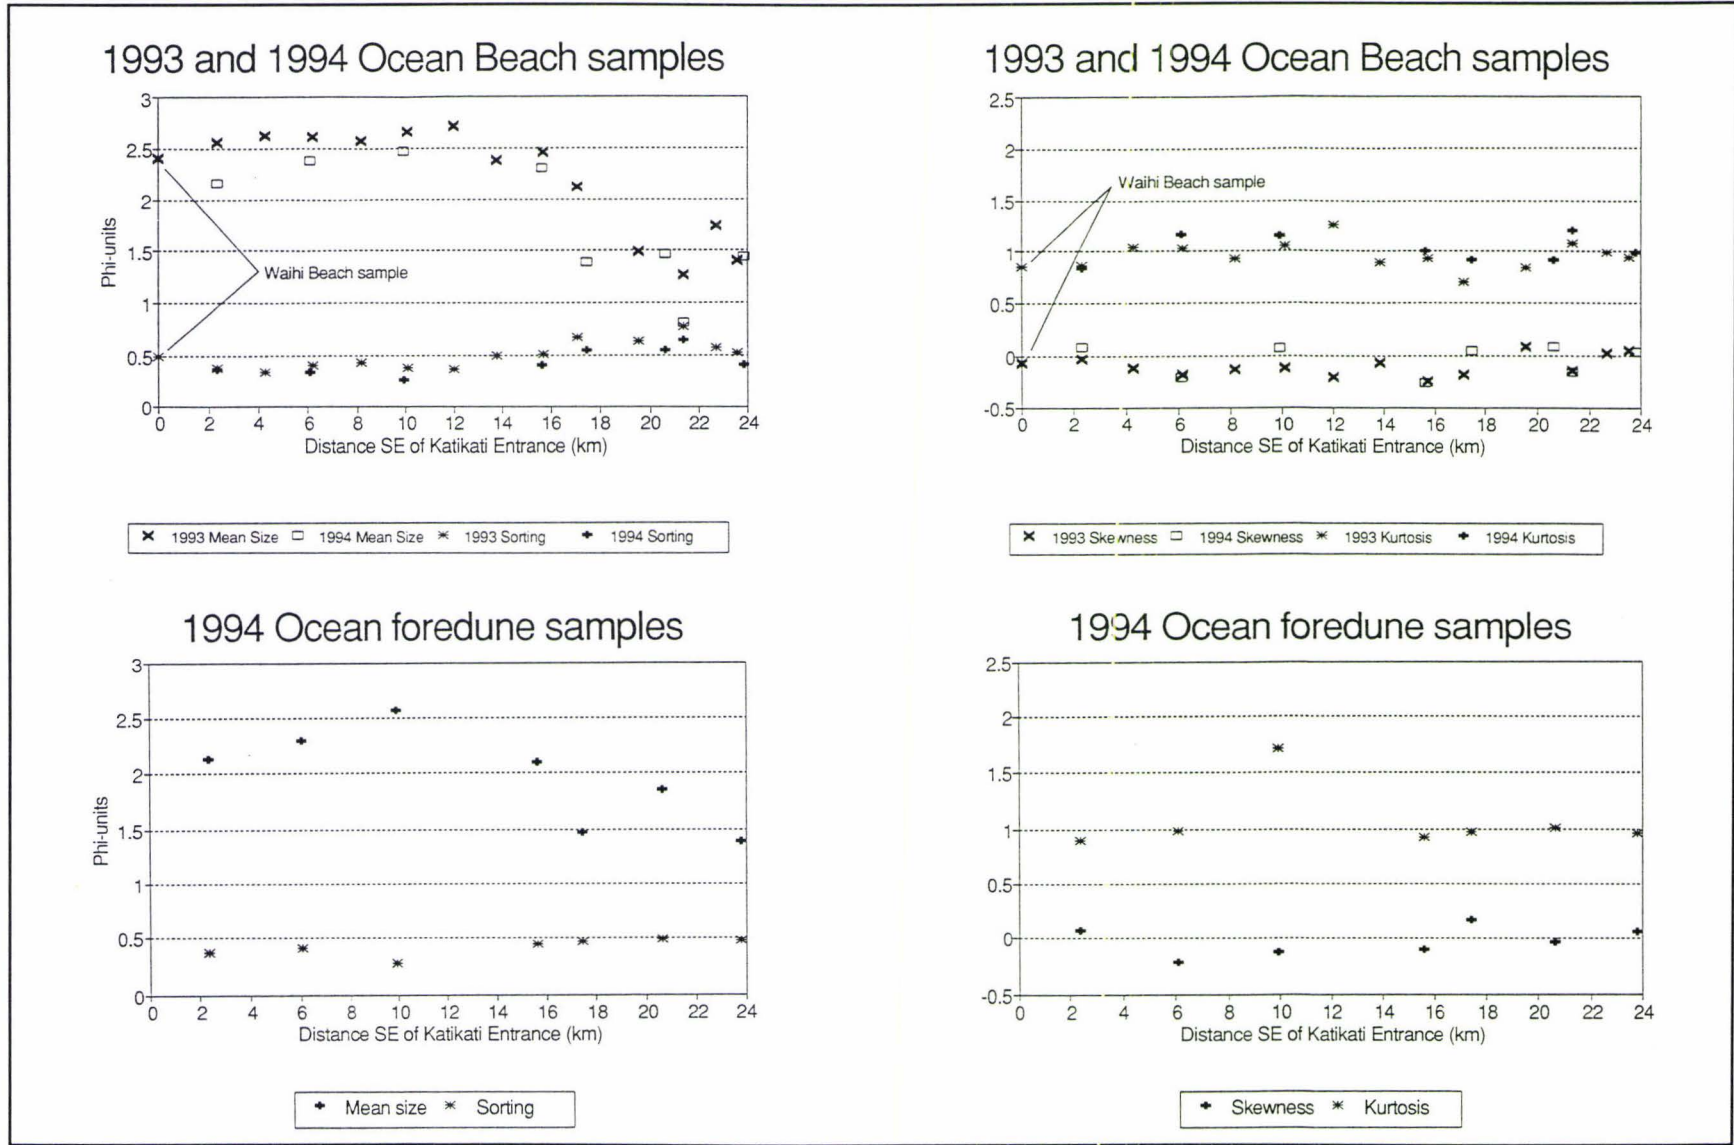 1993 and 1994 Ocean Beach samples
3
2.5
2
1.5
1
0.5
0
Phi-units
Waihi Beach sample
0 2 4 6 8 10 12 14 16 18 20 22 24
Distance SE of Katikati Entrance (km)
1993 Mean Size 1994 Mean Size 1993 Sorting 1994 Sorting
1993 and 1994 Ocean Beach samples
2.5
2
1.5
1
0.5
0
-0.5
Waihi Beach sample
0 2 4 6 8 10 12 14 16 18 20 22 24
Distance SE of Katikati Entrance (km)
1993 Skewness 1994 Skewness 1993 Kurtosis 1994 Kurtosis
1994 Ocean foredune samples
3
2.5
2
1.5
1
0.5
0
Phi-units
0 2 4 6 8 10 12 14 16 18 20 22 24
Distance SE of Katikati Entrance (km)
Mean size Sorting
1994 Ocean foredune samples
2.5
2
1.5
1
0.5
0
-0.5
0 2 4 6 8 10 12 14 16 18 20 22 24
Distance SE of Katikati Entrance (km)
Skewness Kurtosis